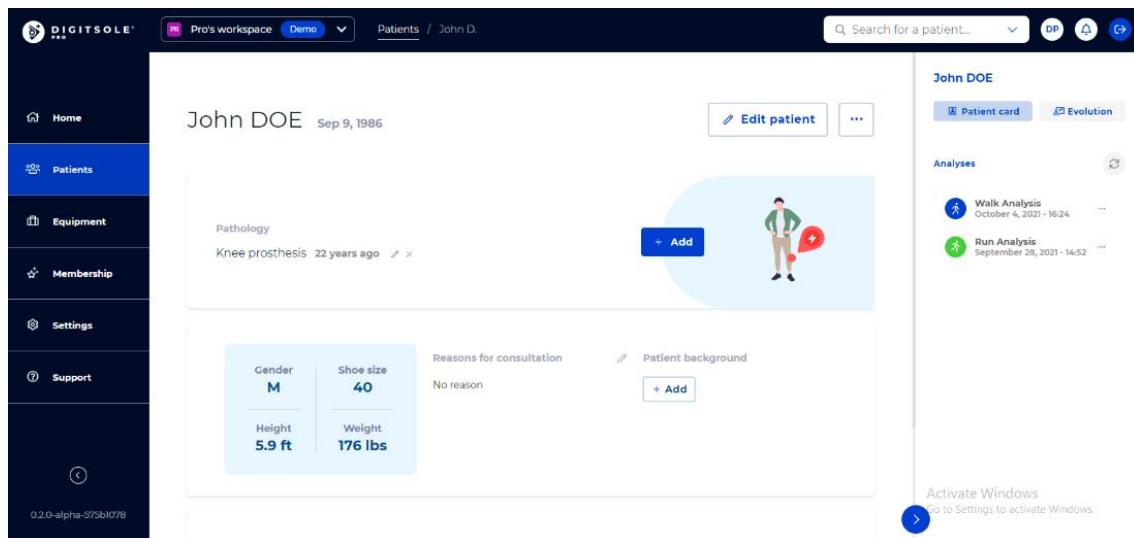 DIGITSOLE
PRO
PR Pro's workspace Demo
Patients / John D.
Search for a patient...
DP
Home
Patients
Equipment
Membership
Settings
Support
0.2.0-alpha-575b1078
John DOE Sep 9, 1986
Edit patient
...
Pathology
Knee prosthesis 22 years ago
+ Add
Gender
M
Shoe size
40
Height
5.9 ft
Weight
176 lbs
Reasons for consultation
No reason
Patient background
+ Add
John DOE
Patient card
Evolution
Analyses
Walk Analysis
October 4, 2021 - 16:24
...
Run Analysis
September 28, 2021 - 14:52
...
Activate Windows
Go to Settings to activate Windows.